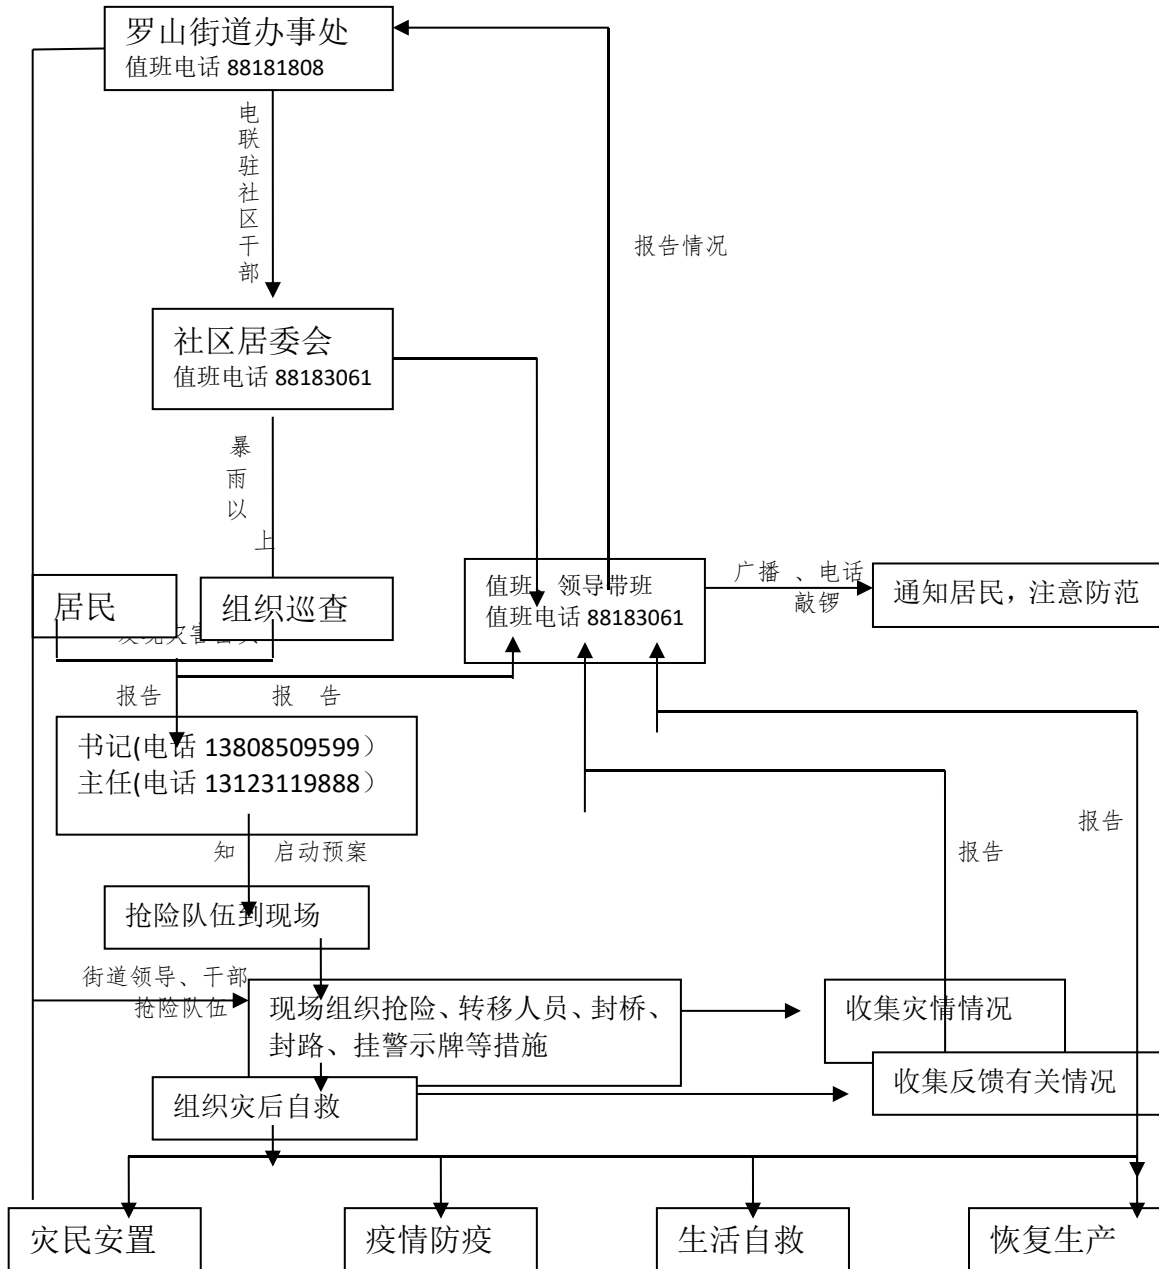 罗山街道办事处
值班电话 88181808
电联驻社区干部
报告情况
社区居委会
值班电话 88183061
暴雨以上
居民
组织巡查
值班、领导带班
值班电话 88183061
广播 、电话
敲锣
通知居民，注意防范
报告
报 告
书记(电话 13808509599）
主任(电话 13123119888）
知
启动预案
报告
报告
抢险队伍到现场
街道领导、干部
抢险队伍
现场组织抢险、转移人员、封桥、
封路、挂警示牌等措施
收集灾情情况
收集反馈有关情况
组织灾后自救
灾民安置
疫情防疫
生活自救
恢复生产